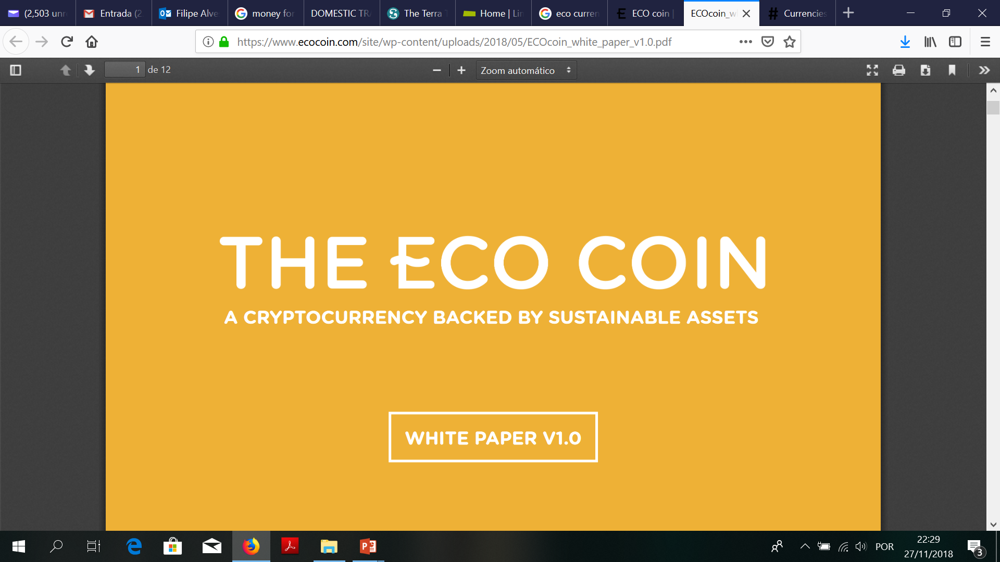 (2,503 unr
Entrada (2
Filipe Alve
money for
DOMESTIC TR
The Terra T
Home | Lin
eco curren
ECO coin |
ECOcoin_w
Currencies
https://www.ecocoin.com/site/wp-content/uploads/2018/05/ECOcoin_white_paper_v1.0.pdf
1 de 12
Zoom automático
THE ECO COIN
A CRYPTOCURRENCY BACKED BY SUSTAINABLE ASSETS
WHITE PAPER V1.0
POR
22:29
27/11/2018
3